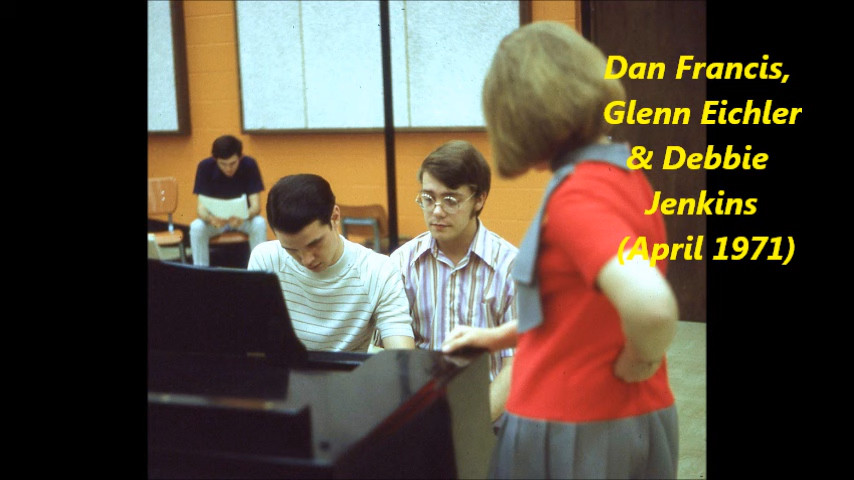 Dan Francis,
Glenn Eichler
& Debbie
Jenkins
(April 1971)